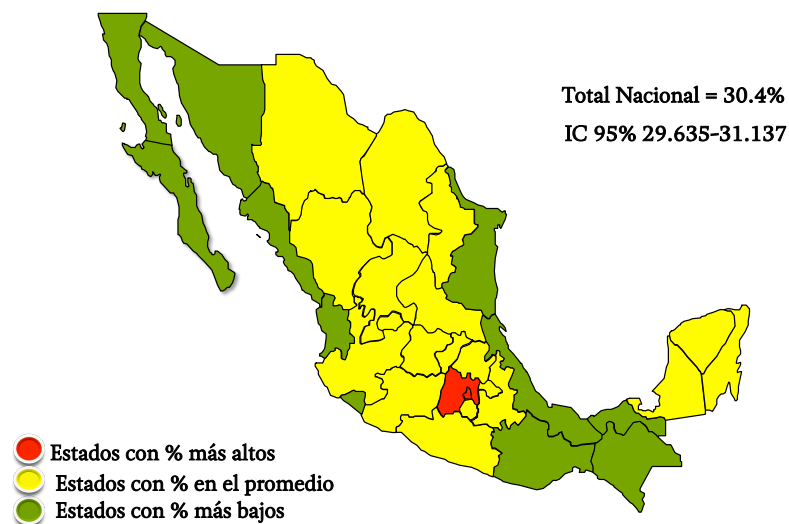 Total Nacional = 30.4%
IC 95% 29.635-31.137
Estados con % más altos
Estados con % en el promedio
Estados con % más bajos